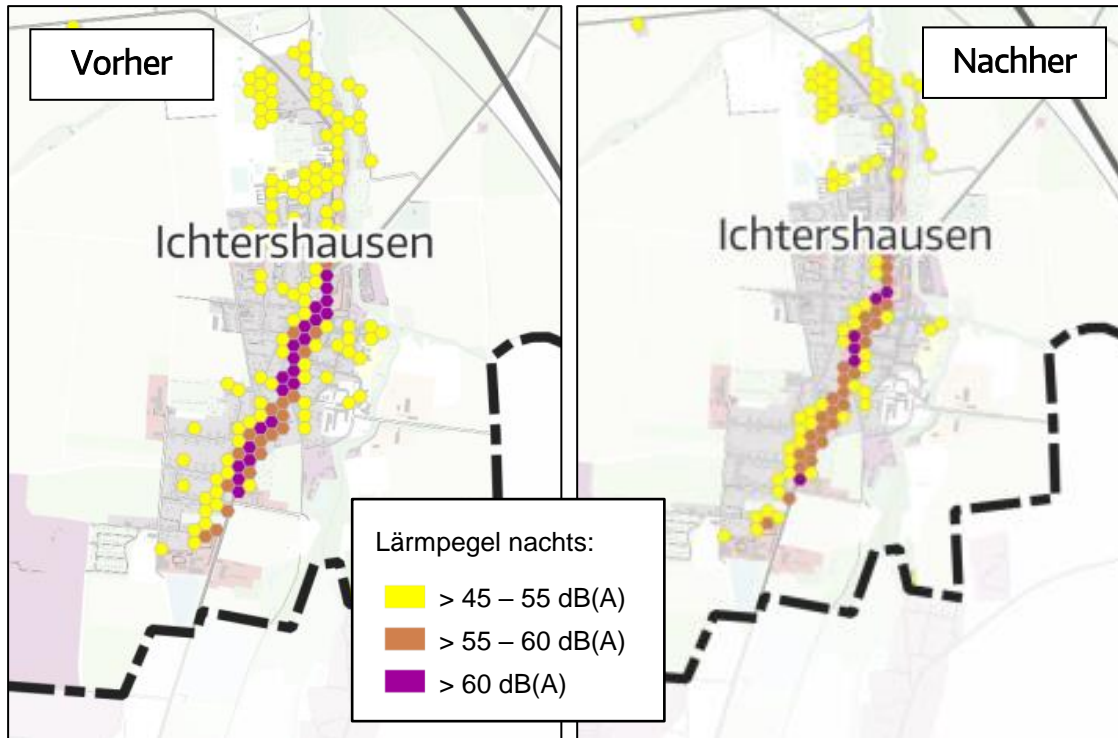 Vorher
Nachher
Ichtershausen
Ichtershausen
Lärmpegel nachts:
> 45 – 55 dB(A)
> 55 – 60 dB(A)
> 60 dB(A)